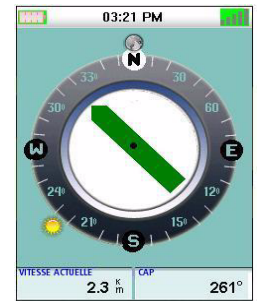 03:21 PM
N
33⁰
30
30⁰
60
W
E
24⁰
12⁰
21⁰
15⁰
S
VITESSE ACTUELLE
CAP
2.3 K m
261°